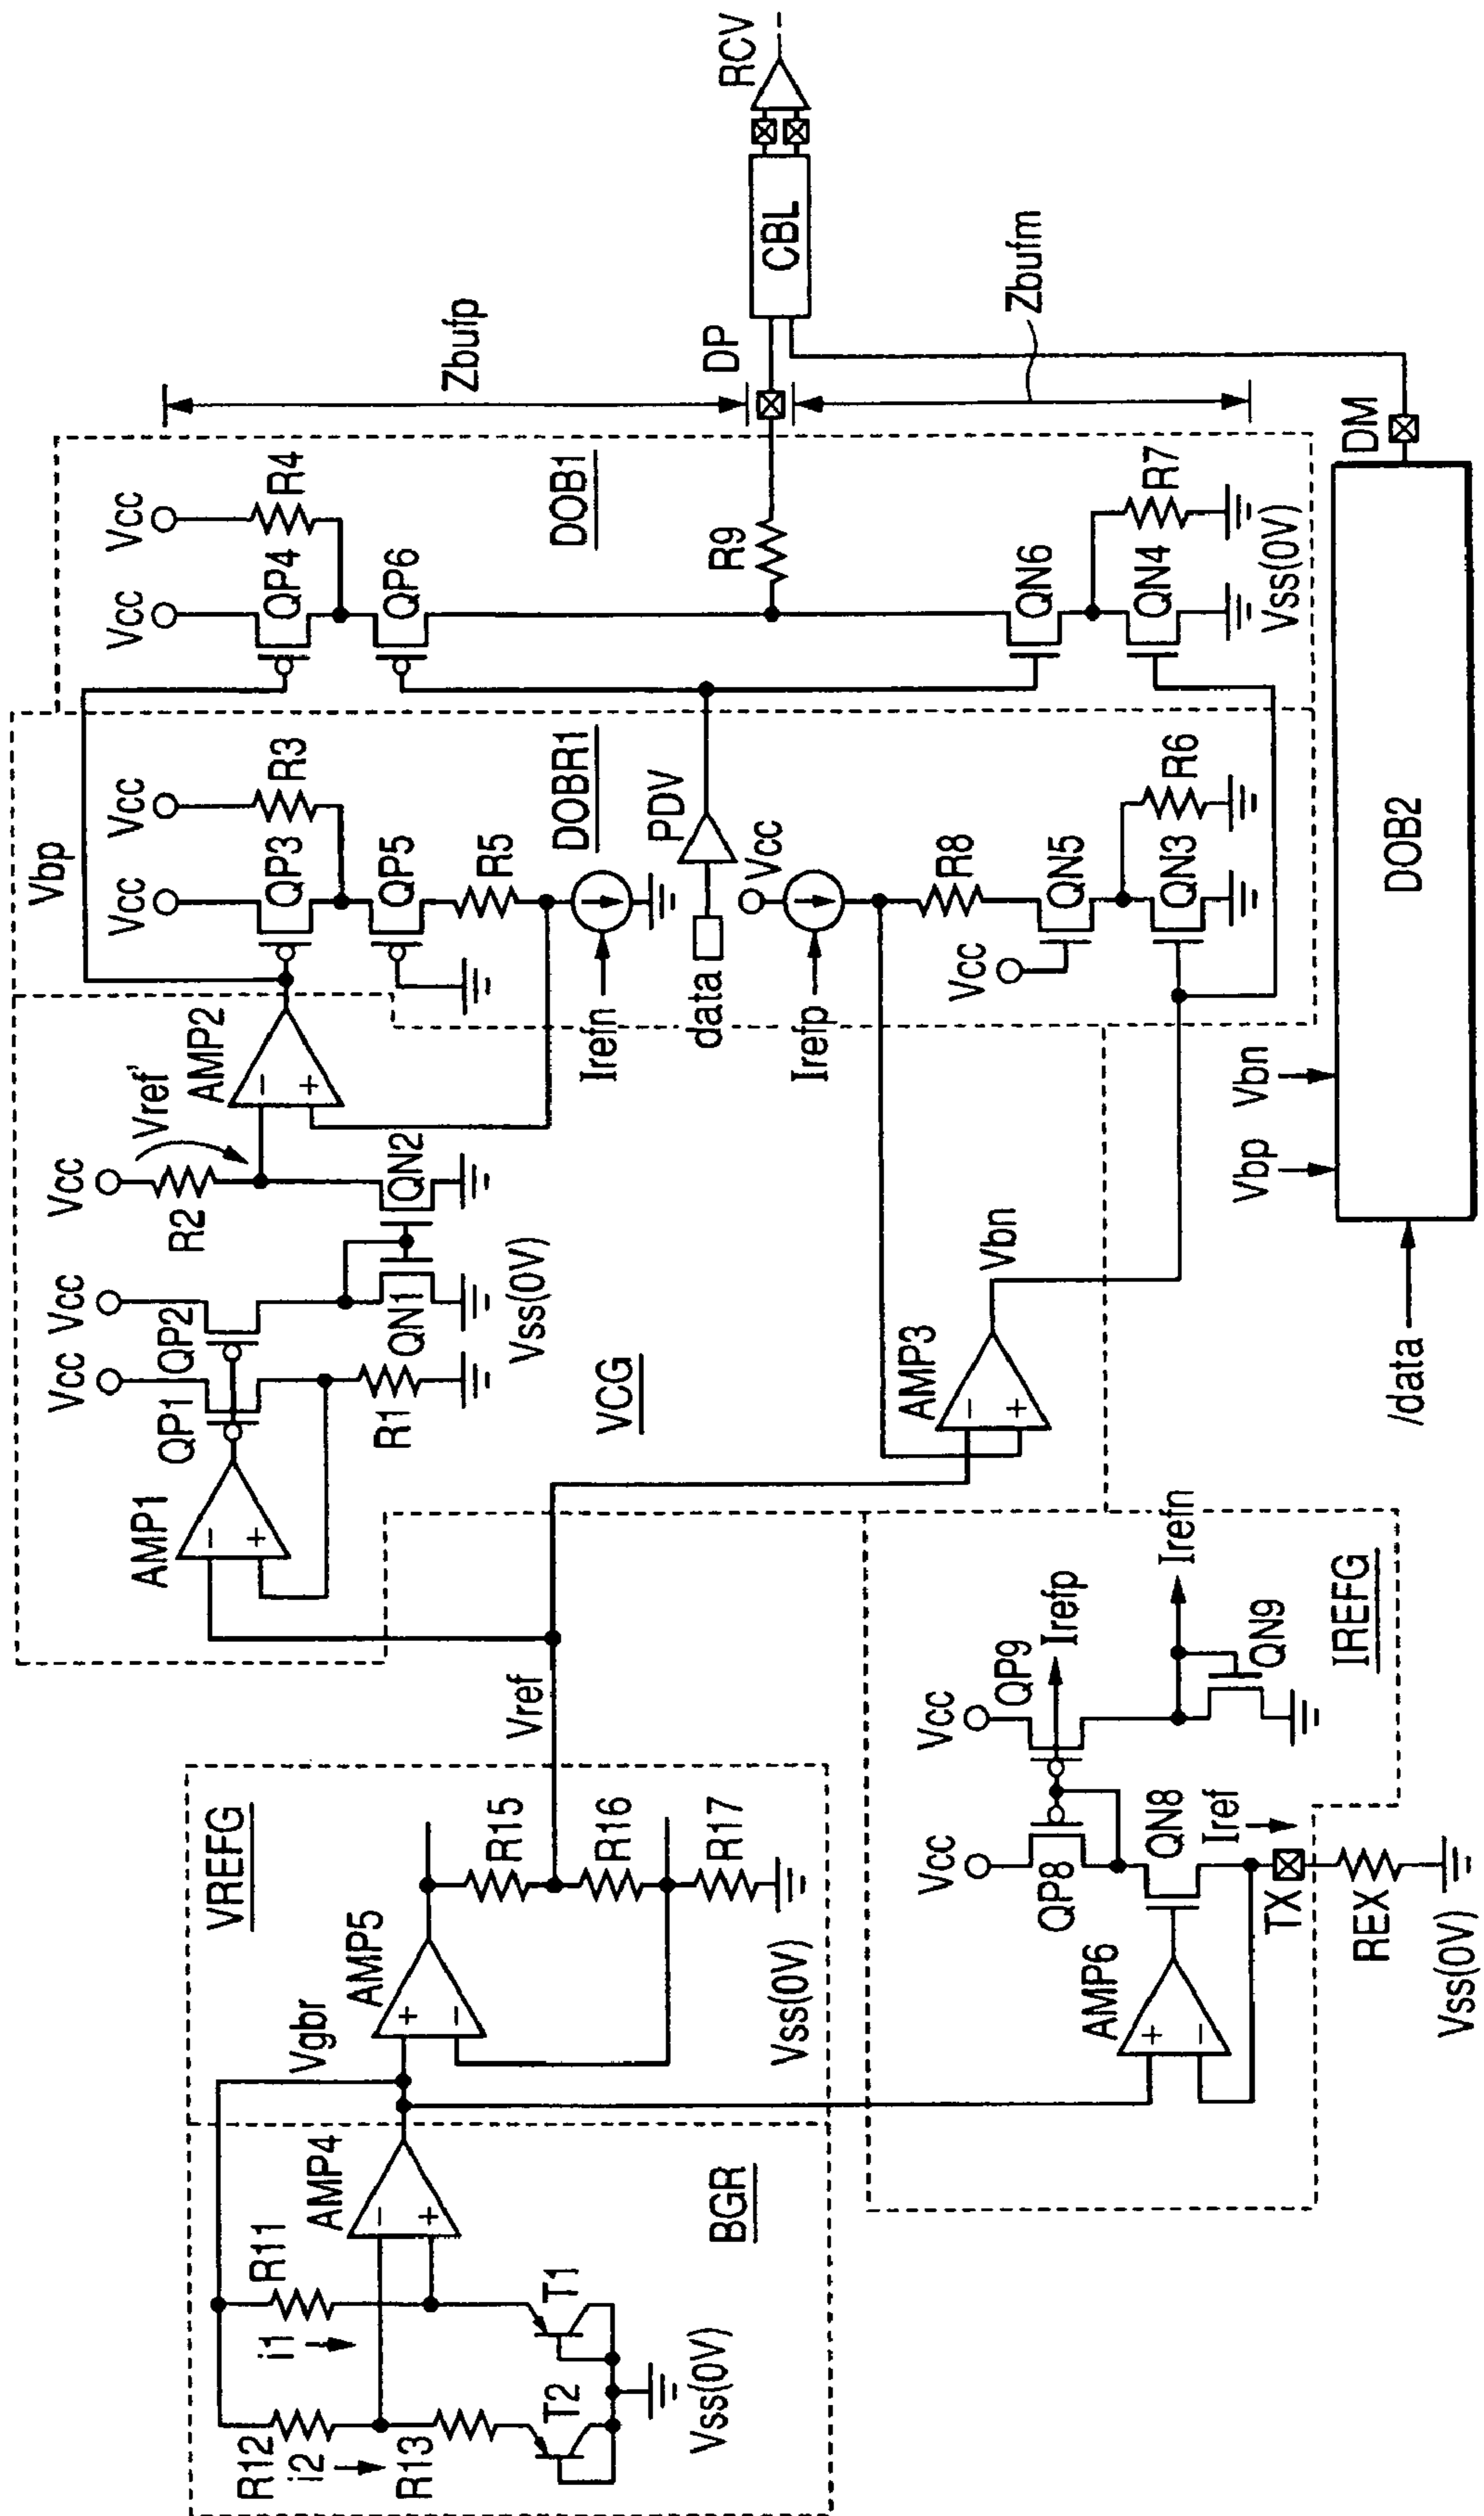 BGR
R12
i2
R13
T2
R11
i1
T1
Vss(0V)
AMP4
VREFG
Vgbr
AMP5
R15
R16
R17
Vss(0V)
Vref
AMP6
QP8
Vcc
QN8
Iref
TX
REX
Vss(0V)
Vcc
QP9
Irefp
QN9
Irefn
IREFG
AMP1
QP1
Vcc
R1
QP2
Vcc
QN1
Vss(0V)
R2
Vcc
QN2
Vref'
AMP2
VCG
AMP3
Vbn
Vbp
Vcc
QP3
Vcc
R3
QP5
R5
Irefn
DOBR1
data
PDV
Irefp
Vcc
R8
Vcc
QN5
QN3
R6
Vcc
QP4
Vcc
R4
QP6
DOB1
R9
QN6
QN4
R7
Vss(0V)
Zbufp
DP
Zbufm
CBL
RCV
/data
Vbp
Vbn
DOB2
DM